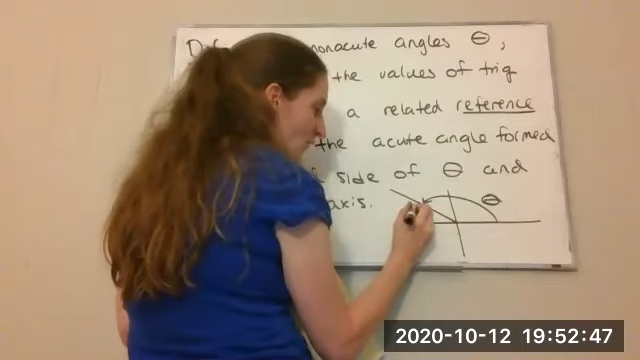 nonacute angles θ,
the values of trig
a related reference
the acute angle formed
side of θ and
axis.
θ
2020-10-12 19:52:47